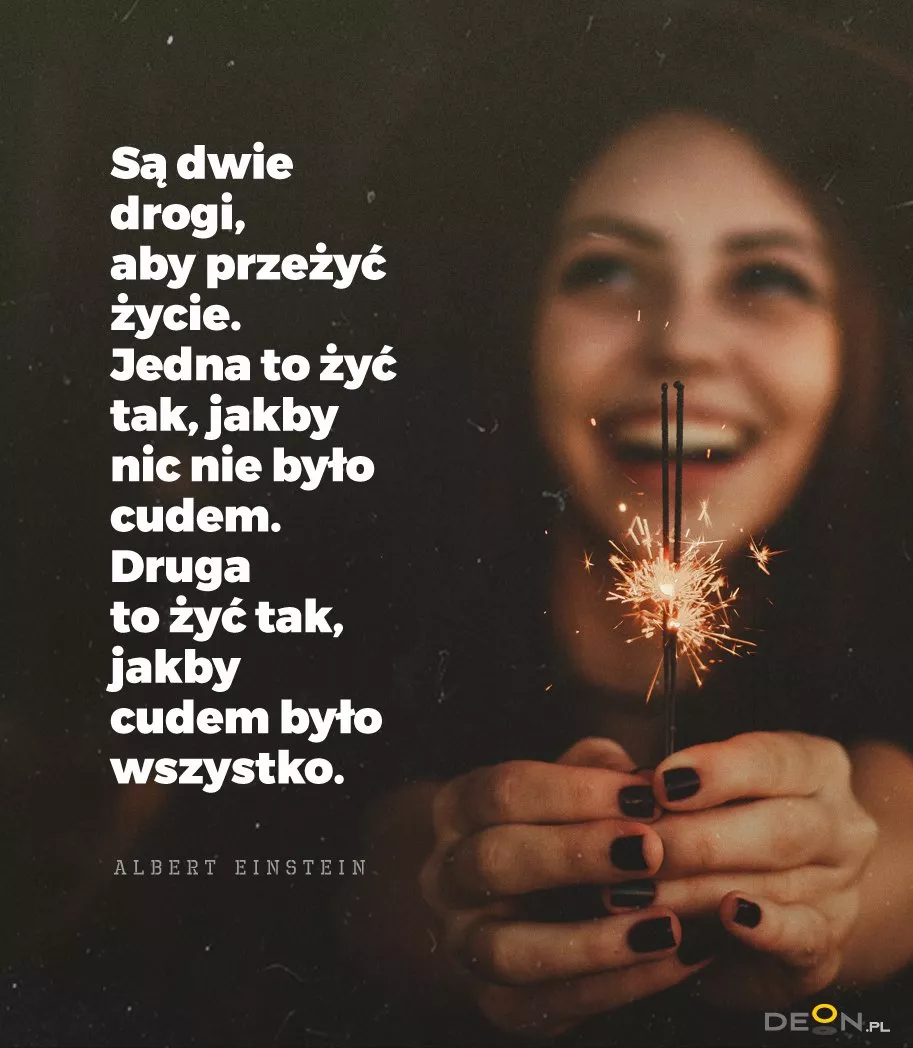 Są dwie
drogi,
aby przeżyć
życie.
Jedna to żyć
tak, jakby
nic nie było
cudem.
Druga
to żyć tak,
jakby
cudem było
wszystko.
ALBERT EINSTEIN
DEON.PL